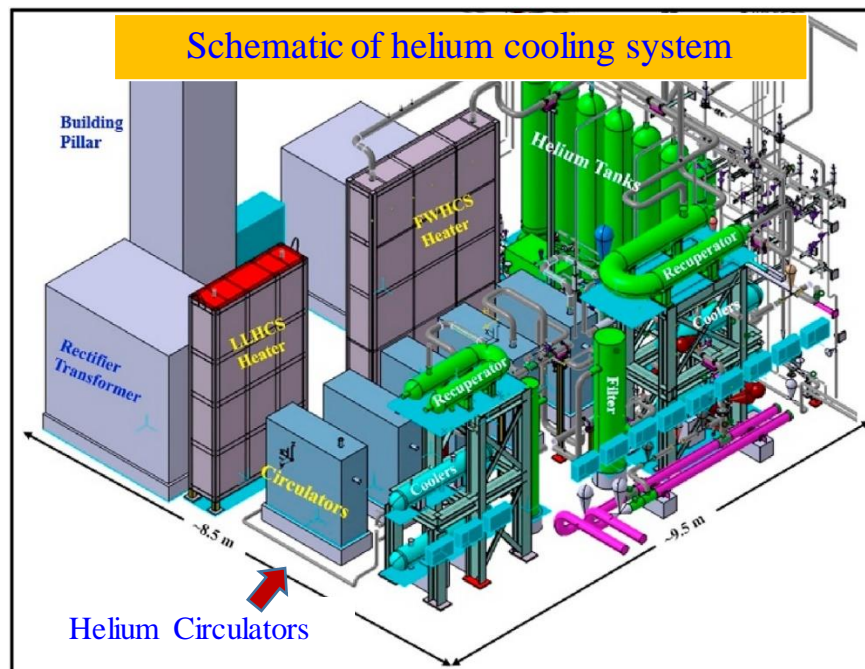 Schematic of helium cooling system
Building
Pillar
Helium Tanks
FWHCS
Heater
Recuperator
LLHCS
Heater
Coolers
Rectifier
Transformer
Recuperator
Filter
Circulators
Coolers
~8.5 m
~9.5 m
Helium Circulators